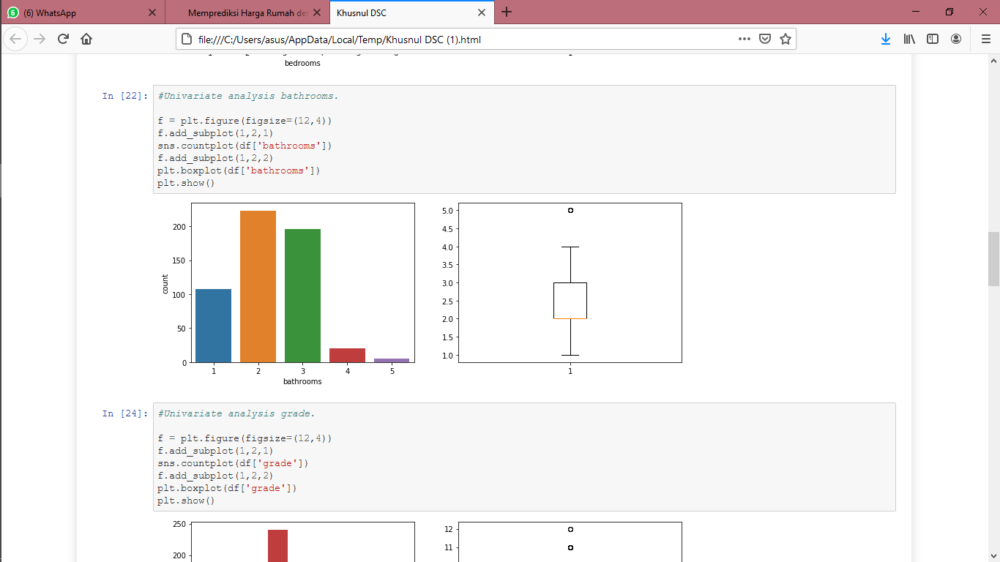 (6) WhatsApp
Memprediksi Harga Rumah de
Khusnul DSC
file:///C:/Users/asus/AppData/Local/Temp/Khusnul DSC (1).html
bedrooms
In [22]:
#Univariate analysis bathrooms.
f = plt.figure(figsize=(12,4))
f.add_subplot(1,2,1)
sns.countplot(df['bathrooms'])
f.add_subplot(1,2,2)
plt.boxplot(df['bathrooms'])
plt.show()
200
150
100
50
0
count
1 2 3 4 5
bathrooms
5.0
4.5
4.0
3.5
3.0
2.5
2.0
1.5
1.0
1
In [24]:
#Univariate analysis grade.
f = plt.figure(figsize=(12,4))
f.add_subplot(1,2,1)
sns.countplot(df['grade'])
f.add_subplot(1,2,2)
plt.boxplot(df['grade'])
plt.show()
250
200
12
11